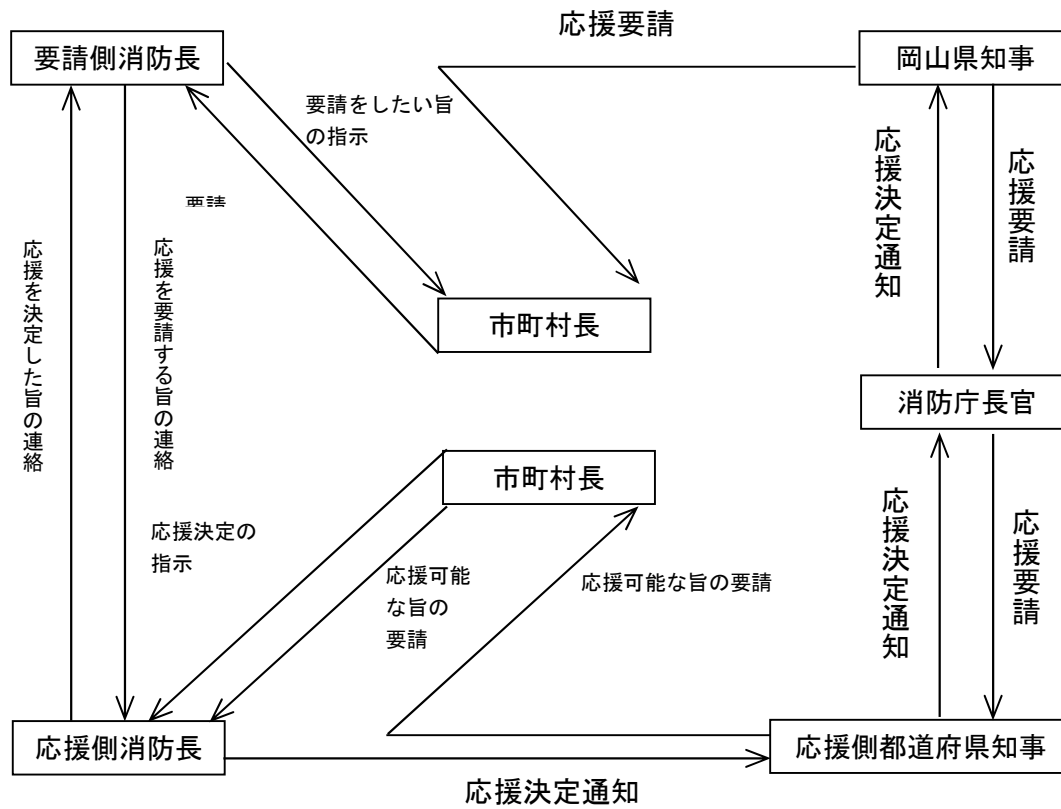 応援要請
要請側消防長
岡山県知事
要請をしたい旨
の指示
要請
応援を決定した旨の連絡
応援を要請する旨の連絡
応援決定通知
応援要請
市町村長
消防庁長官
市町村長
応援決定の
指示
応援可能
な旨の
要請
応援可能な旨の要請
応援決定通知
応援要請
応援側消防長
応援側都道府県知事
応援決定通知